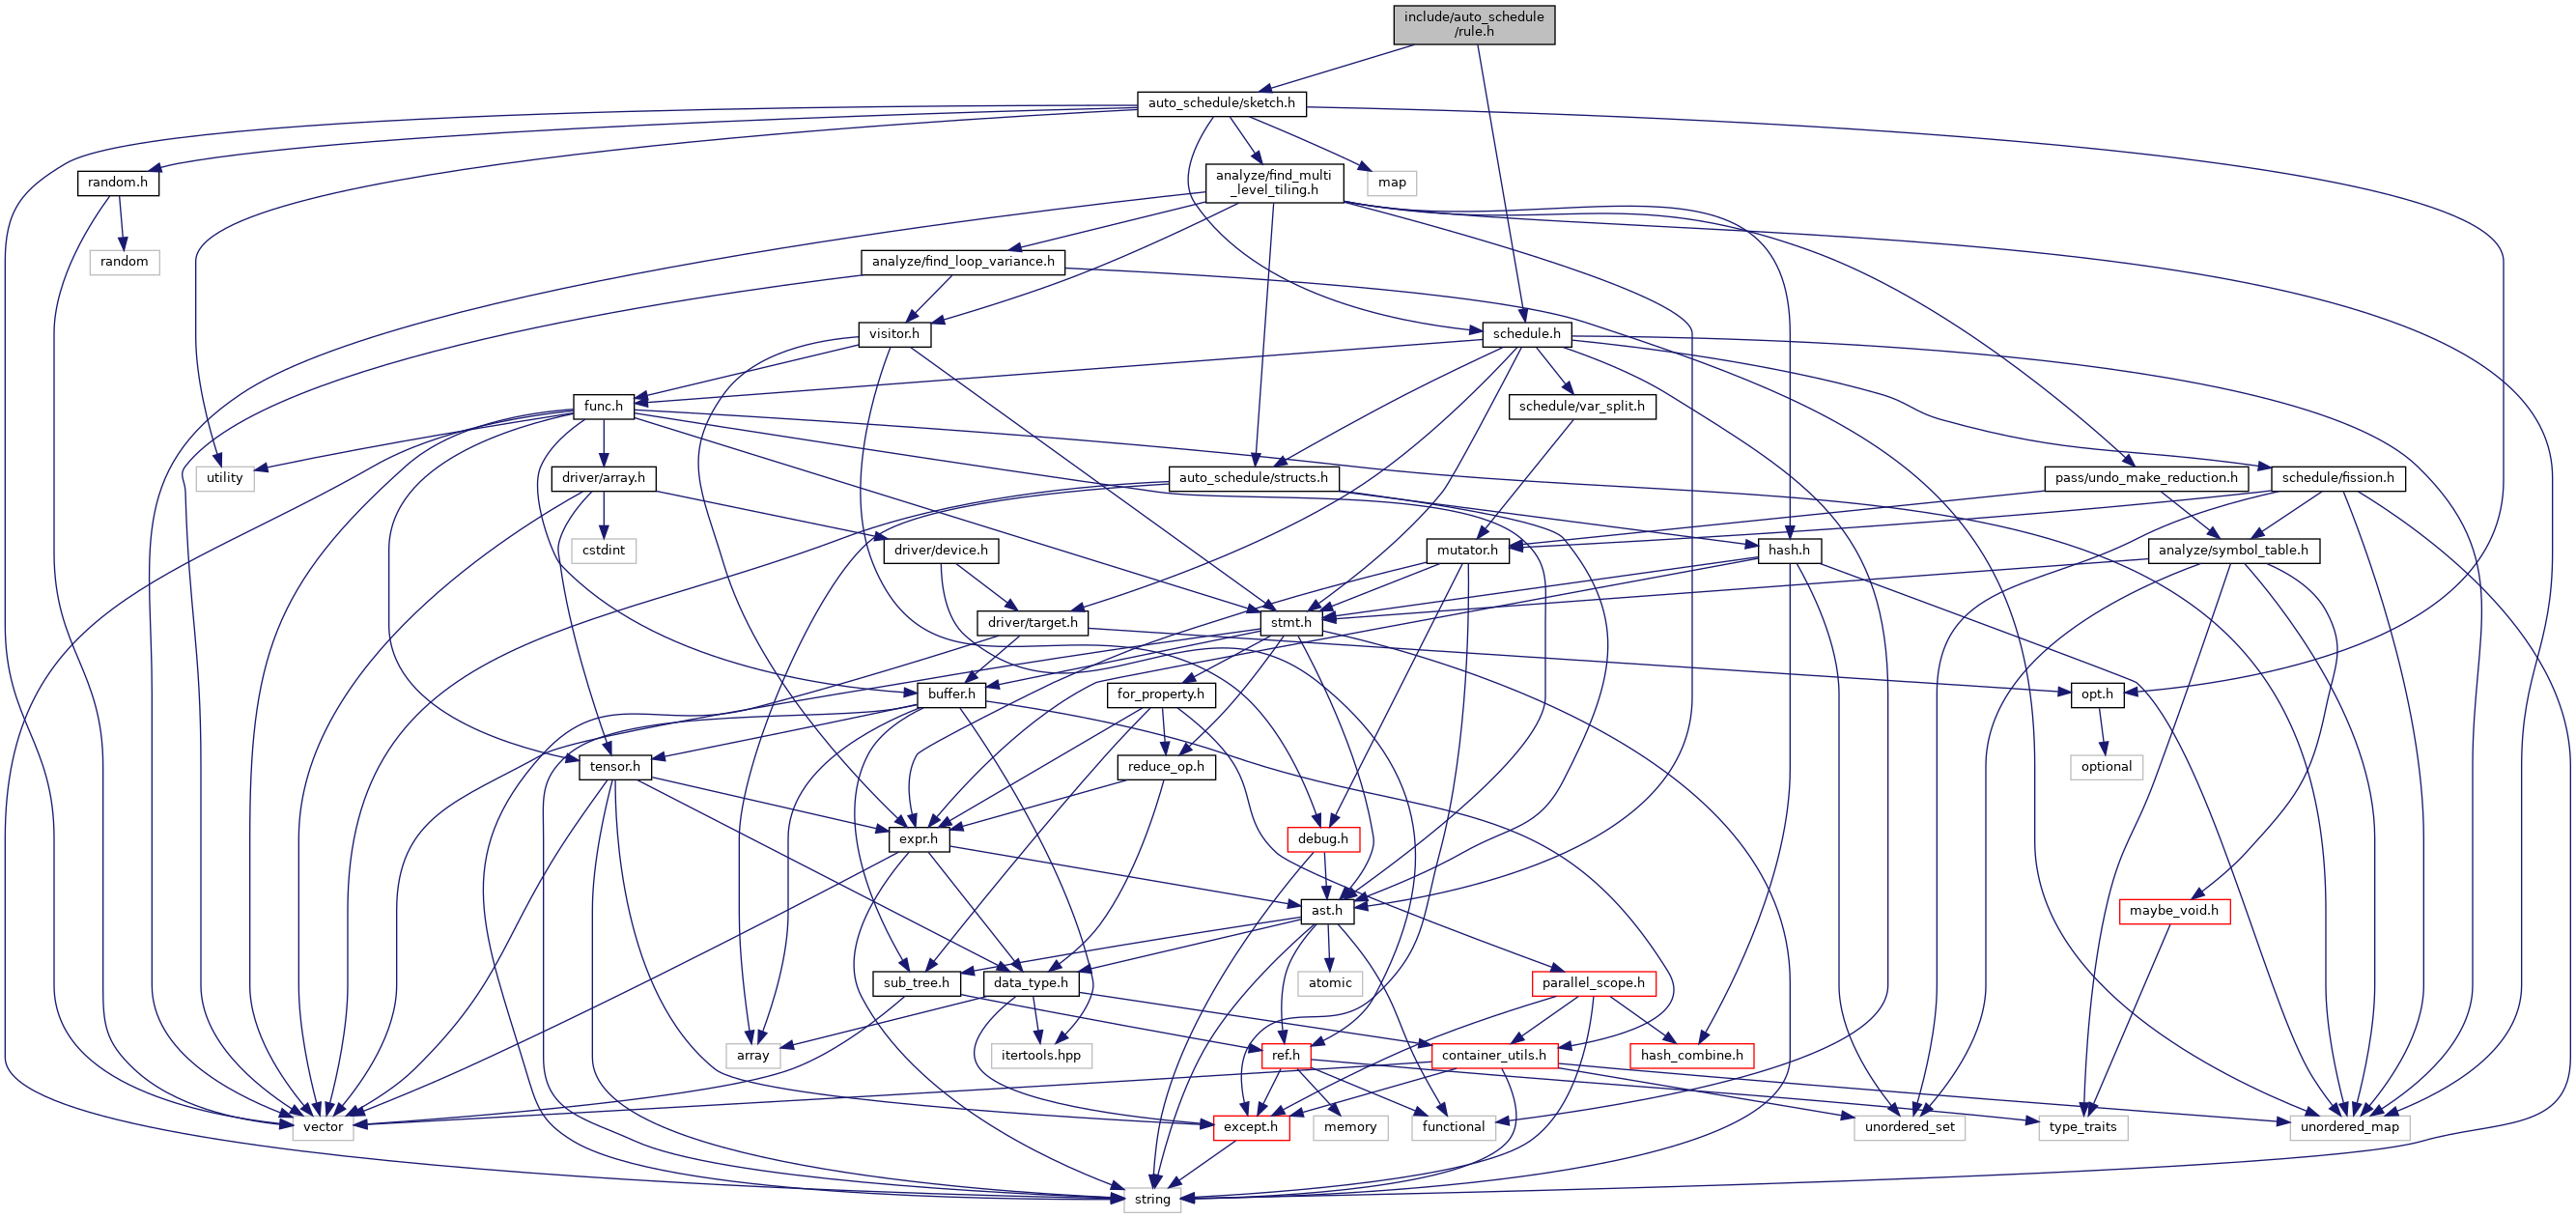 include/auto_schedule
/rule.h
auto_schedule/sketch.h
random.h
analyze/find_multi
_level_tiling.h
map
random
analyze/find_loop_variance.h
visitor.h
schedule.h
func.h
schedule/var_split.h
utility
driver/array.h
auto_schedule/structs.h
pass/undo_make_reduction.h
schedule/fission.h
cstdint
driver/device.h
mutator.h
hash.h
analyze/symbol_table.h
driver/target.h
stmt.h
buffer.h
for_property.h
opt.h
tensor.h
reduce_op.h
optional
expr.h
debug.h
ast.h
maybe_void.h
sub_tree.h
data_type.h
atomic
parallel_scope.h
array
itertools.hpp
ref.h
container_utils.h
hash_combine.h
vector
except.h
memory
functional
unordered_set
type_traits
unordered_map
string